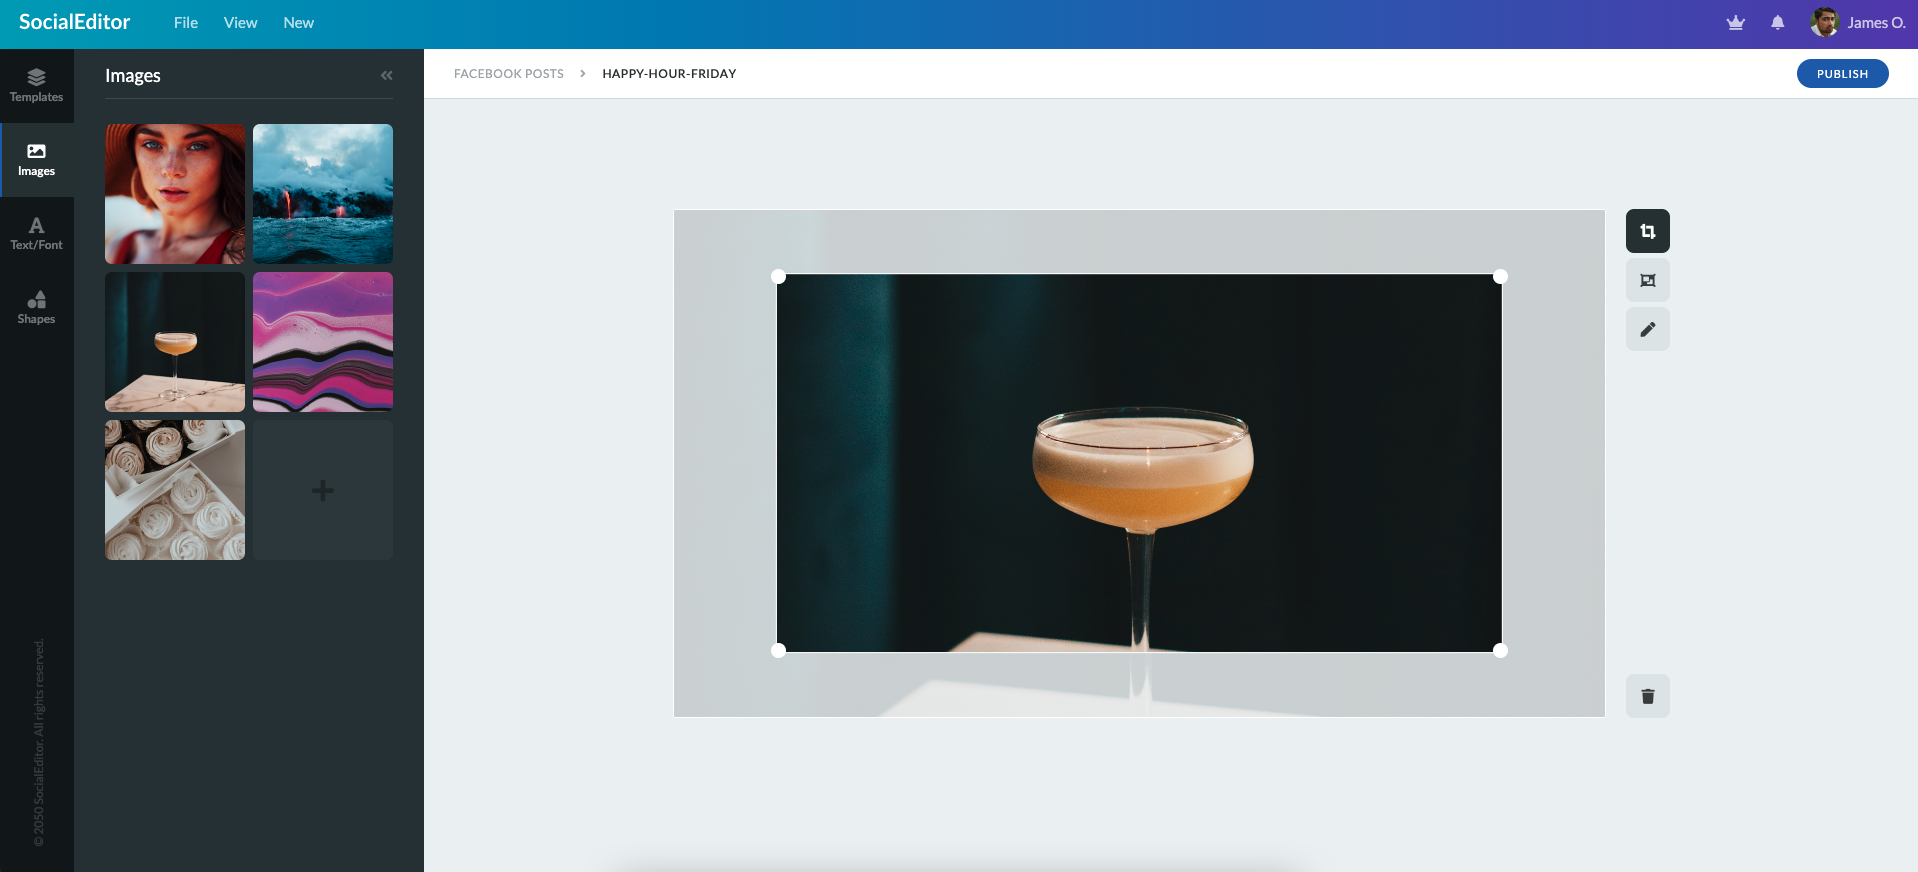 SocialEditor
File
View
New
James O.
Templates
Images
Text/Font
Shapes
© 2050 SocialEditor. All rights reserved.
Images
FACEBOOK POSTS
HAPPY-HOUR-FRIDAY
PUBLISH